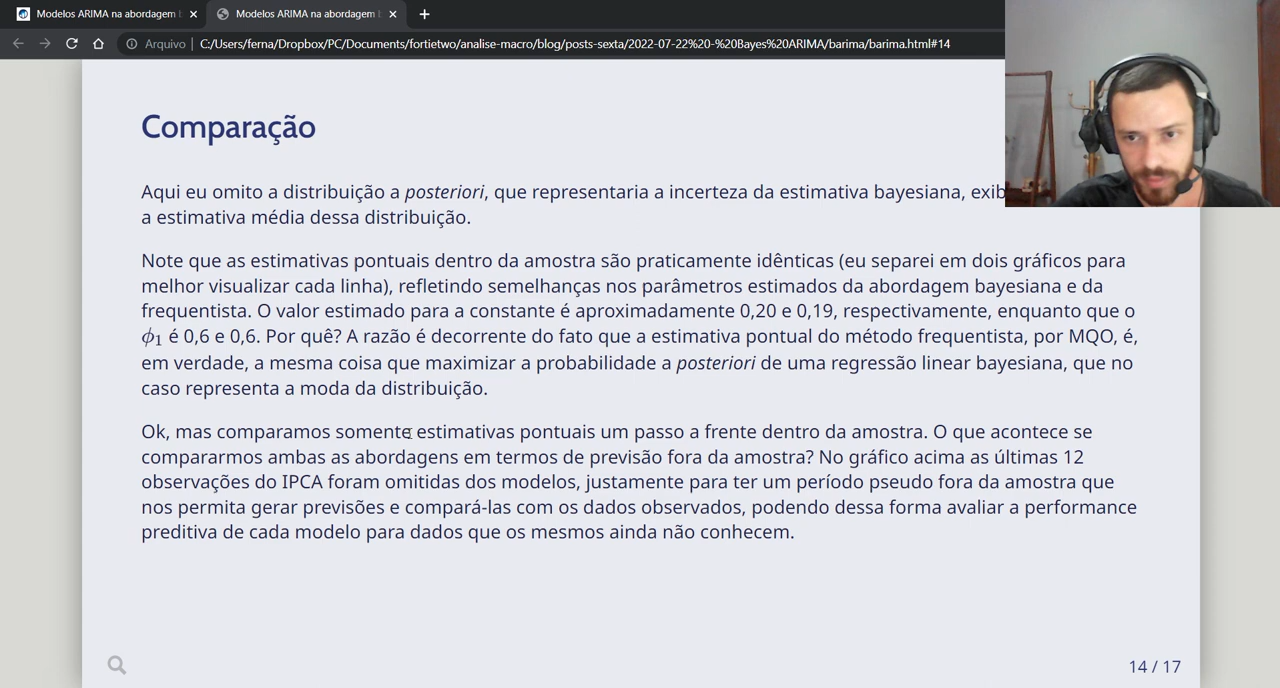 Modelos ARIMA na abordagem
Modelos ARIMA na abordagem
Arquivo | C:/Users/ferna/Dropbox/PC/Documents/fortietwo/analise-macro/blog/posts-sexta/2022-07-22%20-%20Bayes%20ARIMA/barima/barima.html#14
Comparação
Aqui eu omito a distribuição a posteriori, que representaria a incerteza da estimativa bayesiana, exib
a estimativa média dessa distribuição.
Note que as estimativas pontuais dentro da amostra são praticamente idênticas (eu separei em dois gráficos para
melhor visualizar cada linha), refletindo semelhanças nos parâmetros estimados da abordagem bayesiana e da
frequentista. O valor estimado para a constante é aproximadamente 0,20 e 0,19, respectivamente, enquanto que o
ϕ₁ é 0,6 e 0,6. Por quê? A razão é decorrente do fato que a estimativa pontual do método frequentista, por MQO, é,
em verdade, a mesma coisa que maximizar a probabilidade a posteriori de uma regressão linear bayesiana, que no
caso representa a moda da distribuição.
Ok, mas comparamos somente estimativas pontuais um passo a frente dentro da amostra. O que acontece se
compararmos ambas as abordagens em termos de previsão fora da amostra? No gráfico acima as últimas 12
observações do IPCA foram omitidas dos modelos, justamente para ter um período pseudo fora da amostra que
nos permita gerar previsões e compará-las com os dados observados, podendo dessa forma avaliar a performance
preditiva de cada modelo para dados que os mesmos ainda não conhecem.
14 / 17